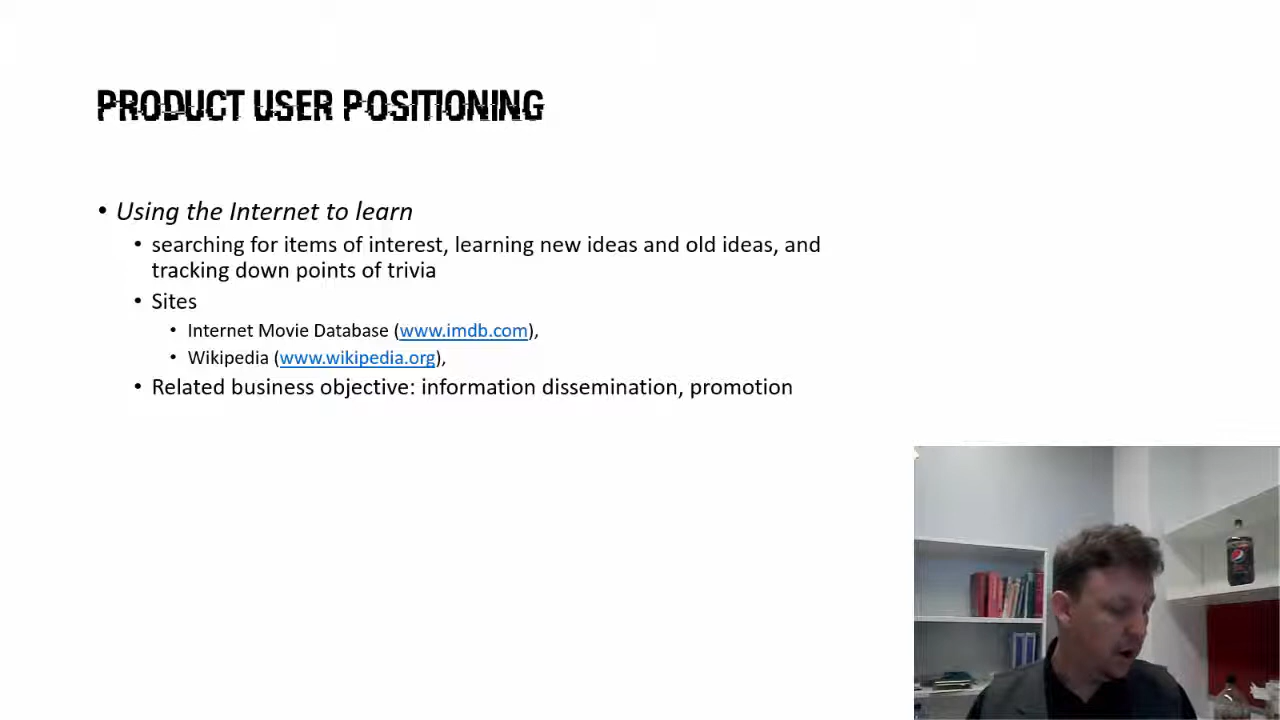 PRODUCT USER POSITIONING
• Using the Internet to learn
• searching for items of interest, learning new ideas and old ideas, and
tracking down points of trivia
• Sites
• Internet Movie Database (www.imdb.com),
• Wikipedia (www.wikipedia.org),
• Related business objective: information dissemination, promotion